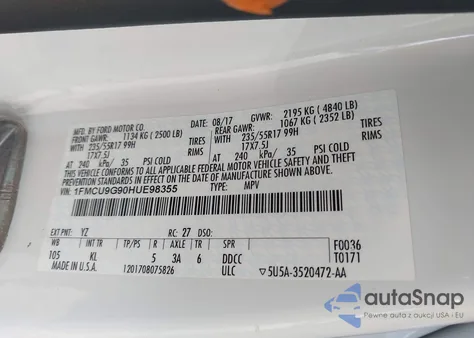 MFD. BY FORD MOTOR CO.
08/17 GVWR: 2195 KG ( 4840 LB)
FRONT GAWR: 1134 KG ( 2500 LB) REAR GAWR: 1067 KG ( 2352 LB)
WITH 235/55R17 99H WITH 235/55R17 99H
17X7.5J 17X7.5J
AT 240 kPa/ 35 PSI COLD AT 240 kPa/ 35 PSI COLD
THIS VEHICLE CONFORMS TO ALL APPLICABLE FEDERAL MOTOR VEHICLE SAFETY AND
THEFT PREVENTION STANDARDS IN EFFECT ON THE DATE OF MANUFACTURE SHOWN ABOVE.
VIN: 1FMCU9G90HUE98355 TYPE: MPV
EXT PNT: YZ RC: 27 DSO: F0036
WB INT TR TP/PS R AXLE TR SPR T0171
105 KL 5 3A 6 DDCC
MADE IN U.S.A. 1201708075826 ULC 5U5A-3520472-AA
autaSnap
Pewne auta z USA i EU